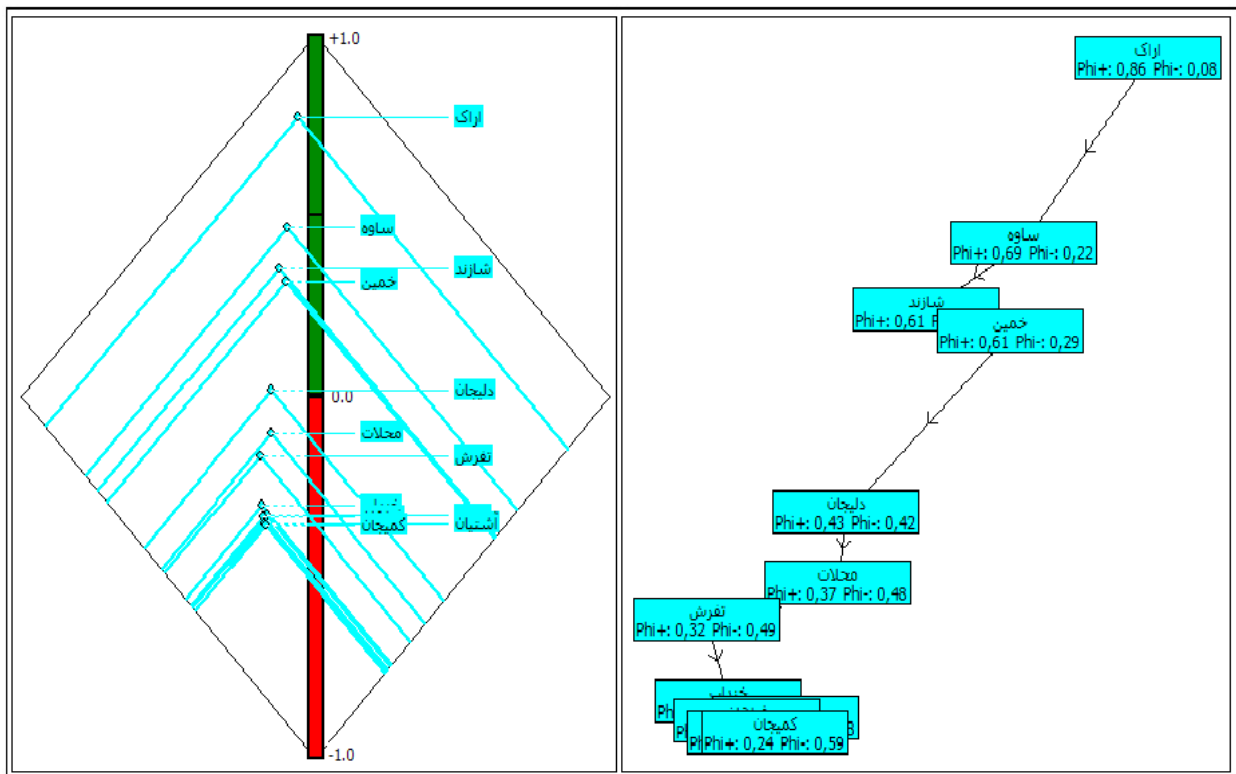 +1.0
اراک
ساوه
شازند
خمین
دلیجان
0.0
محلات
تفرش
آشتیان
کمیجان
-1.0
اراک
Phi+: 0,86 Phi-: 0,08
ساوه
Phi+: 0,69 Phi-: 0,22
شازند
Phi+: 0,61
خمین
Phi+: 0,61 Phi-: 0,29
دلیجان
Phi+: 0,43 Phi-: 0,42
محلات
Phi+: 0,37 Phi-: 0,48
تفرش
Phi+: 0,32 Phi-: 0,49
کمیجان
Phi+: 0,24 Phi-: 0,59